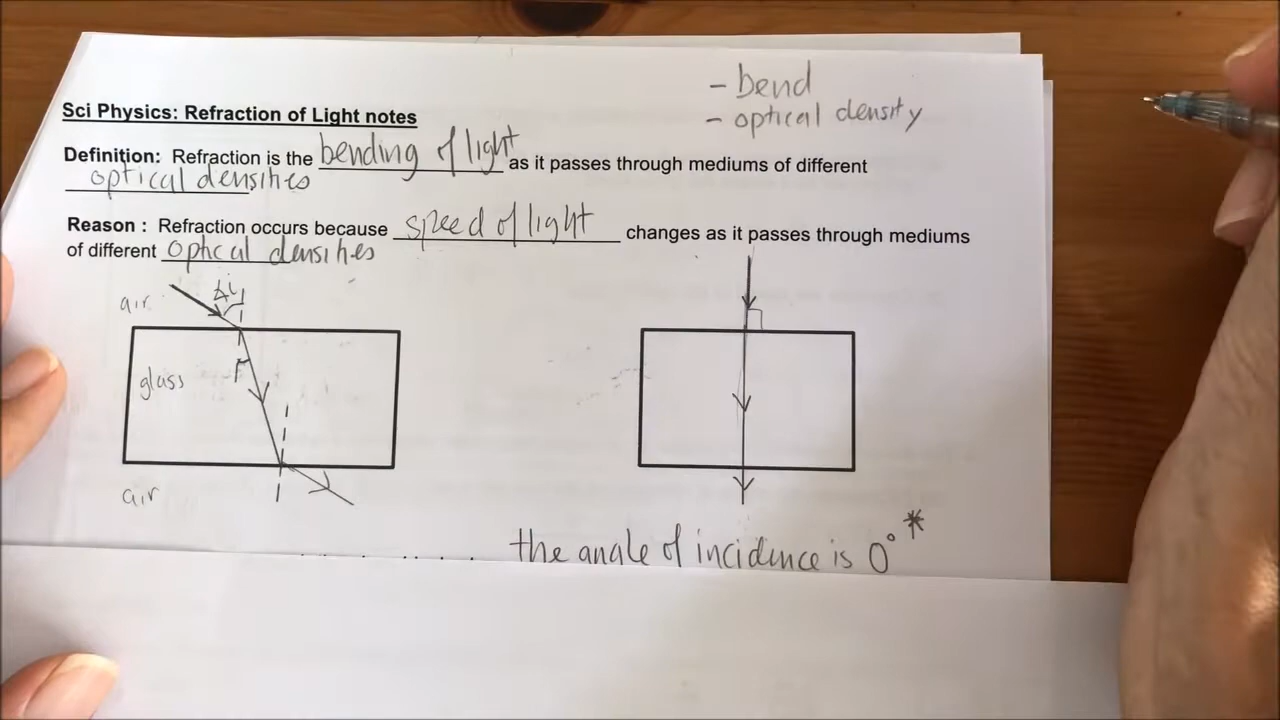 - bend
- optical density
Sci Physics: Refraction of Light notes
Definition: Refraction is the bending of light as it passes through mediums of different
optical densities
Reason : Refraction occurs because speed of light changes as it passes through mediums
of different optical densities
air
∠i
glass
r
air
the angle of incidence is 0° *